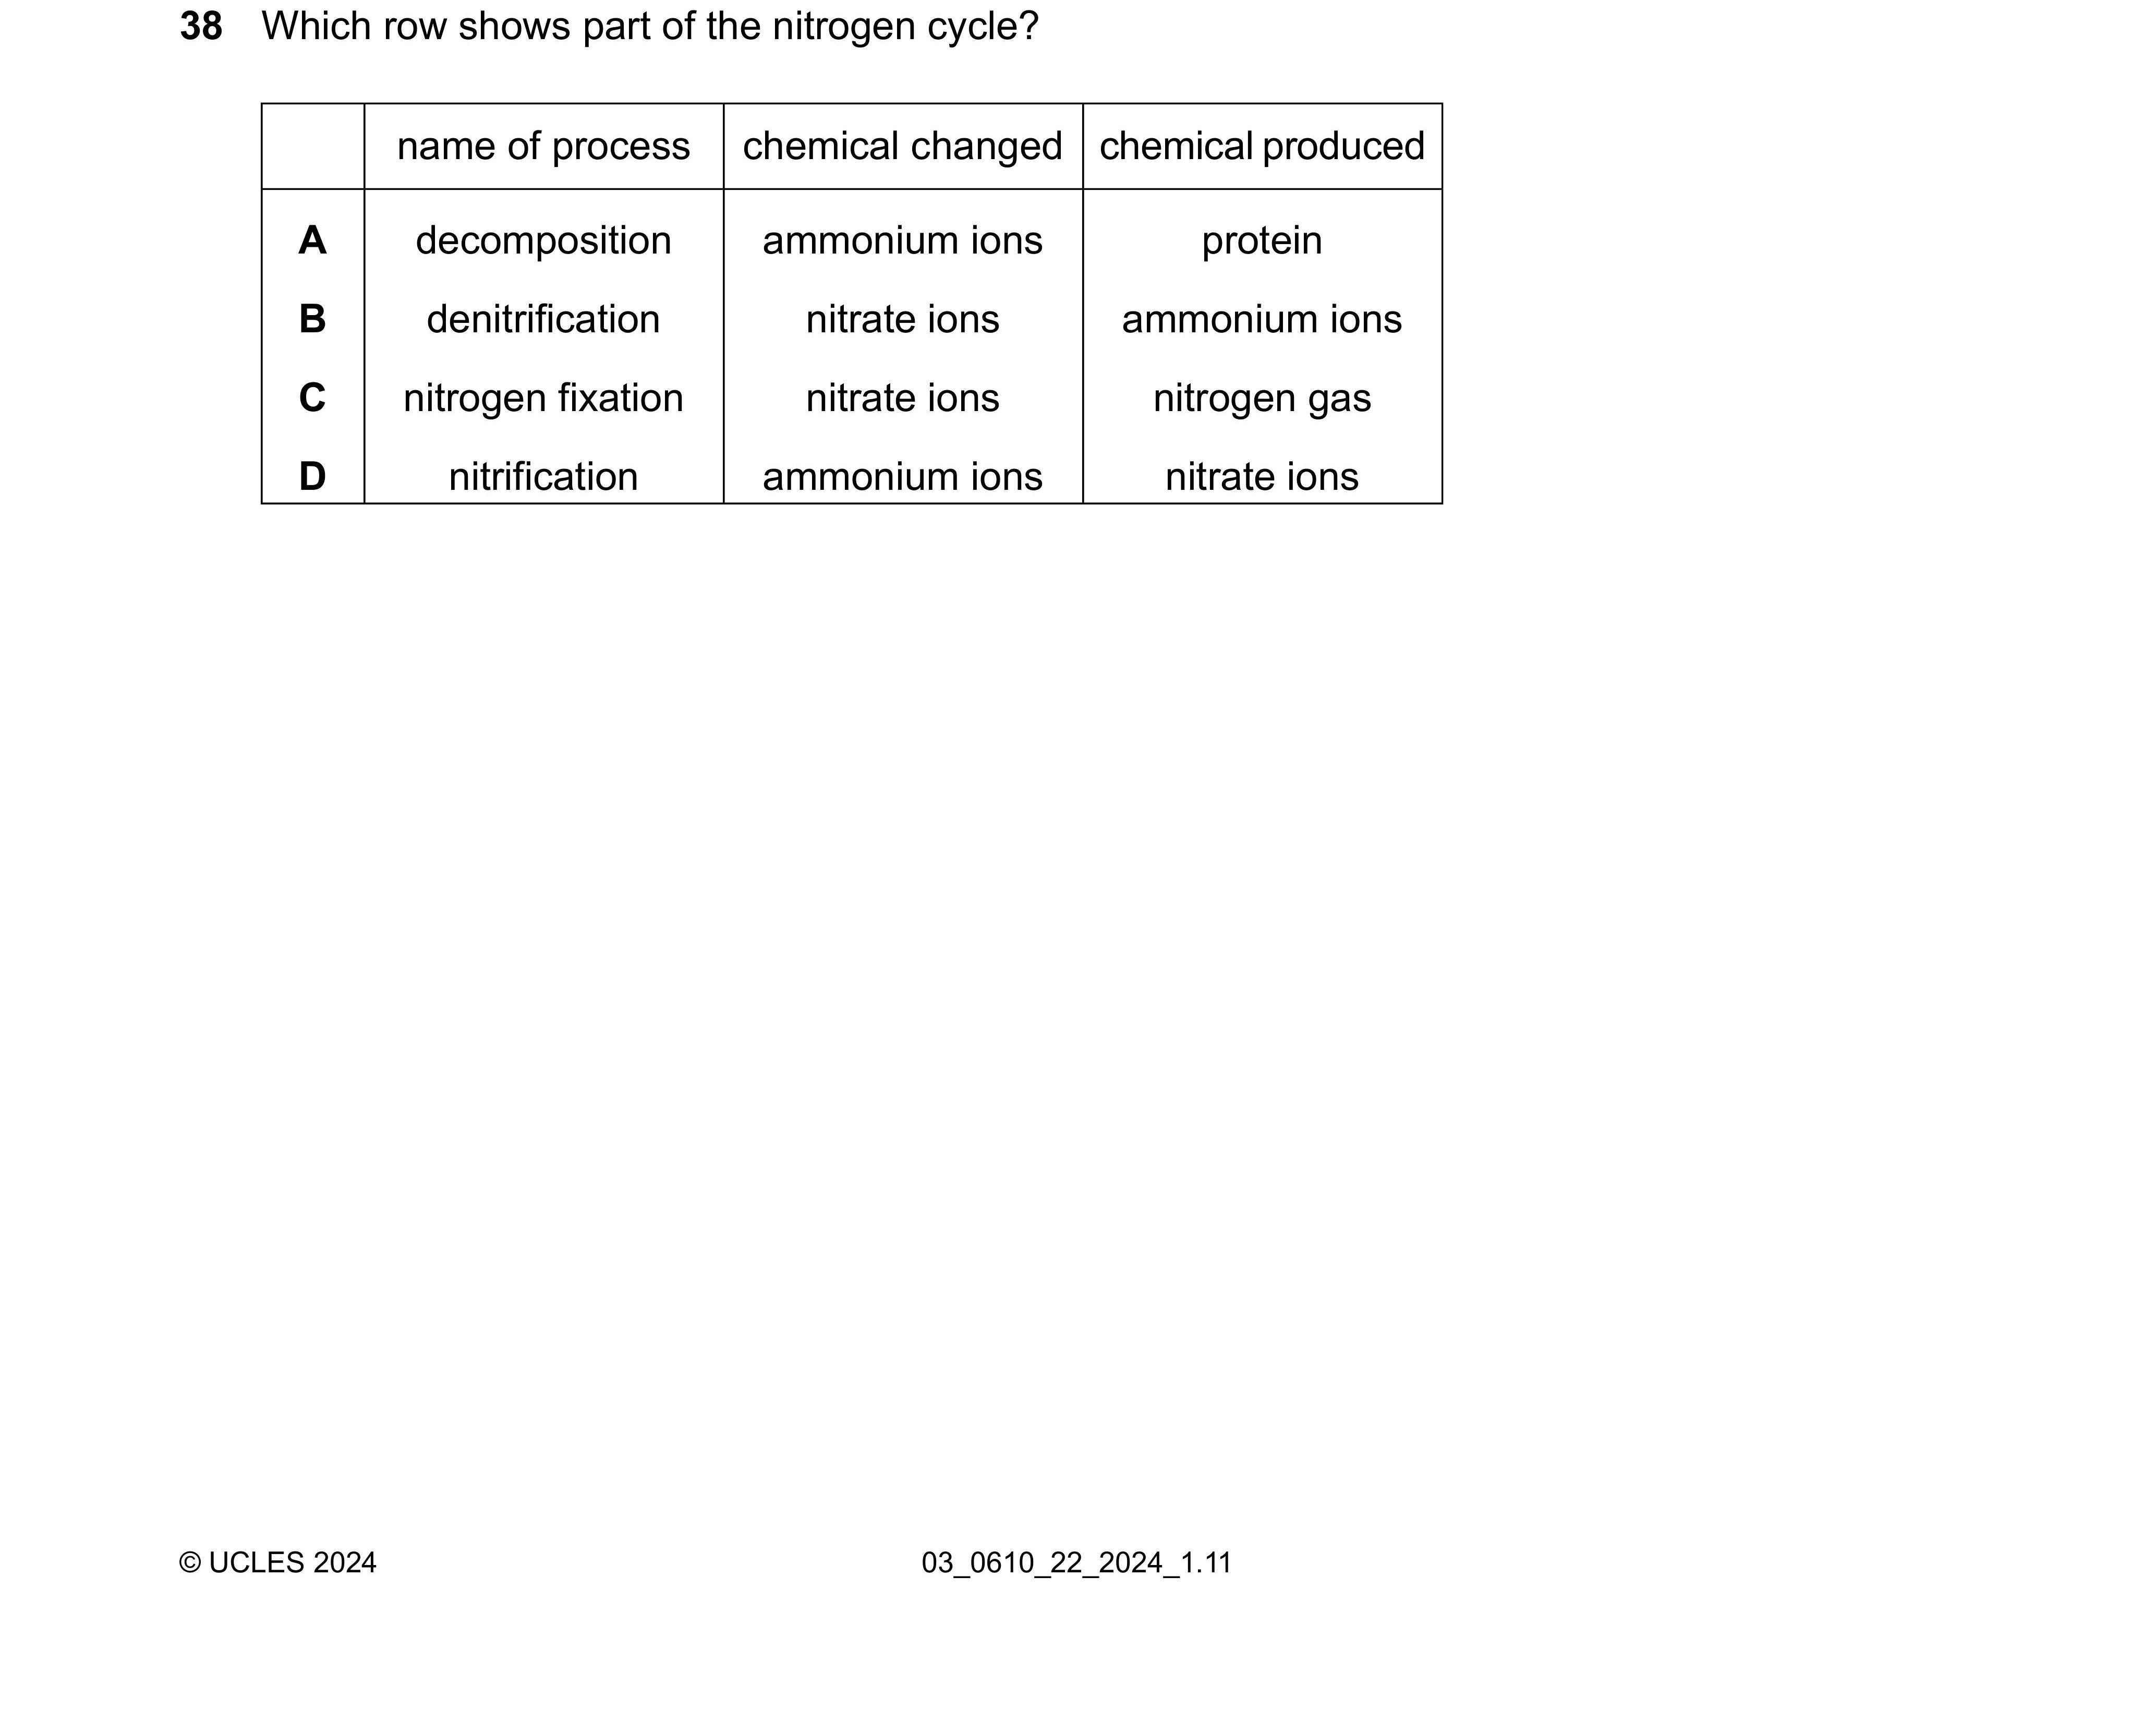 38 Which row shows part of the nitrogen cycle?
name of process chemical changed chemical produced
A decomposition ammonium ions protein
B denitrification nitrate ions ammonium ions
C nitrogen fixation nitrate ions nitrogen gas
D nitrification ammonium ions nitrate ions
© UCLES 2024 03_0610_22_2024_1.11